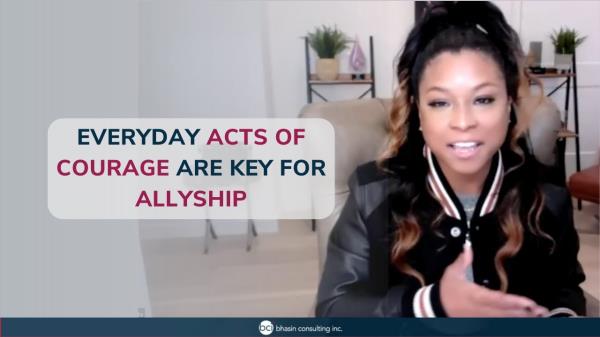 EVERYDAY ACTS OF
COURAGE ARE KEY FOR
ALLYSHIP
bci bhasin consulting inc.